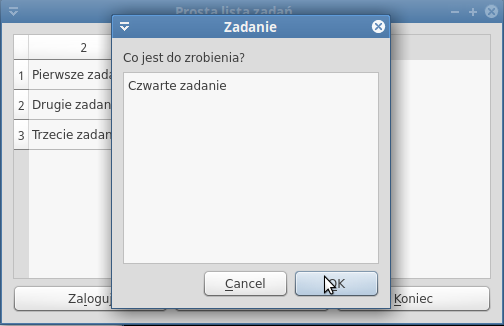 Prosta lista zadań
Zadanie
2
Co jest do zrobienia?
1 Pierwsze zada
Czwarte zadanie
2 Drugie zadan
3 Trzecie zadan
Cancel
OK
Zaloguj
Koniec